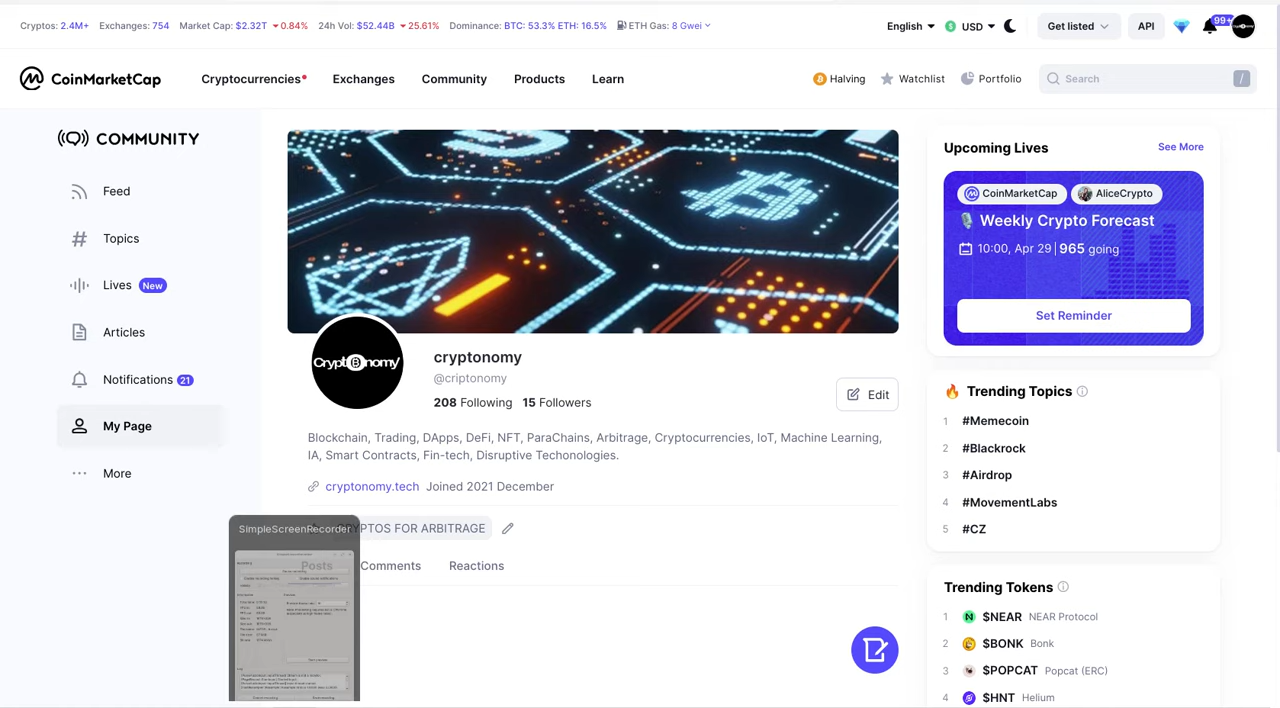 Cryptos: 2.4M+ Exchanges: 754 Market Cap: $2.32T 0.84% 24h Vol: $52.44B 25.61% Dominance: BTC: 53.3% ETH: 16.5% ETH Gas: 8 Gwei
English USD Get listed API 99+
CoinMarketCap Cryptocurrencies Exchanges Community Products Learn
Halving Watchlist Portfolio Search /
COMMUNITY
Feed
Topics
Lives New
Articles
Notifications 21
My Page
More
Cryptonomy
cryptonomy
@criptonomy
208 Following 15 Followers
Edit
Blockchain, Trading, DApps, DeFi, NFT, ParaChains, Arbitrage, Cryptocurrencies, IoT, Machine Learning,
IA, Smart Contracts, Fin-tech, Disruptive Techonologies.
cryptonomy.tech Joined 2021 December
CRYPTOS FOR ARBITRAGE
Posts Comments Reactions
SimpleScreenRecorder
Upcoming Lives See More
CoinMarketCap AliceCrypto
Weekly Crypto Forecast
10:00, Apr 29 | 965 going
Set Reminder
Trending Topics
1 #Memecoin
2 #Blackrock
3 #Airdrop
4 #MovementLabs
5 #CZ
Trending Tokens
1 $NEAR NEAR Protocol
2 $BONK Bonk
3 $POPCAT Popcat (ERC)
4 $HNT Helium